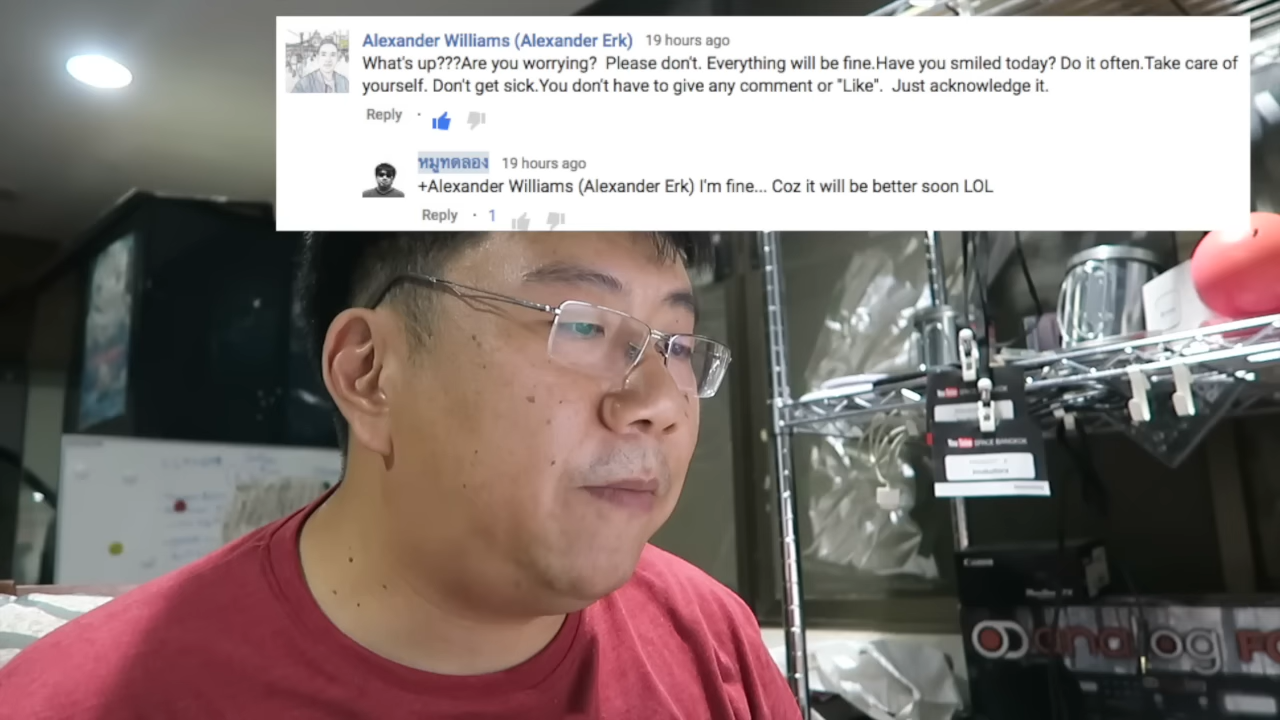 Alexander Williams (Alexander Erk) 19 hours ago
What's up???Are you worrying? Please don't. Everything will be fine.Have you smiled today? Do it often.Take care of
yourself. Don't get sick.You don't have to give any comment or "Like". Just acknowledge it.
Reply ·
หมูทดลอง 19 hours ago
+Alexander Williams (Alexander Erk) I'm fine... Coz it will be better soon LOL
Reply · 1
YouTube
YouTube SPACE BANGKOK
Canon
analog